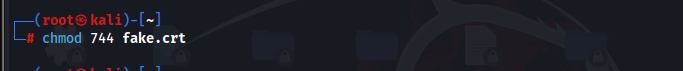 ┌──(root㉿kali)-[~]
└─# chmod 744 fake.crt